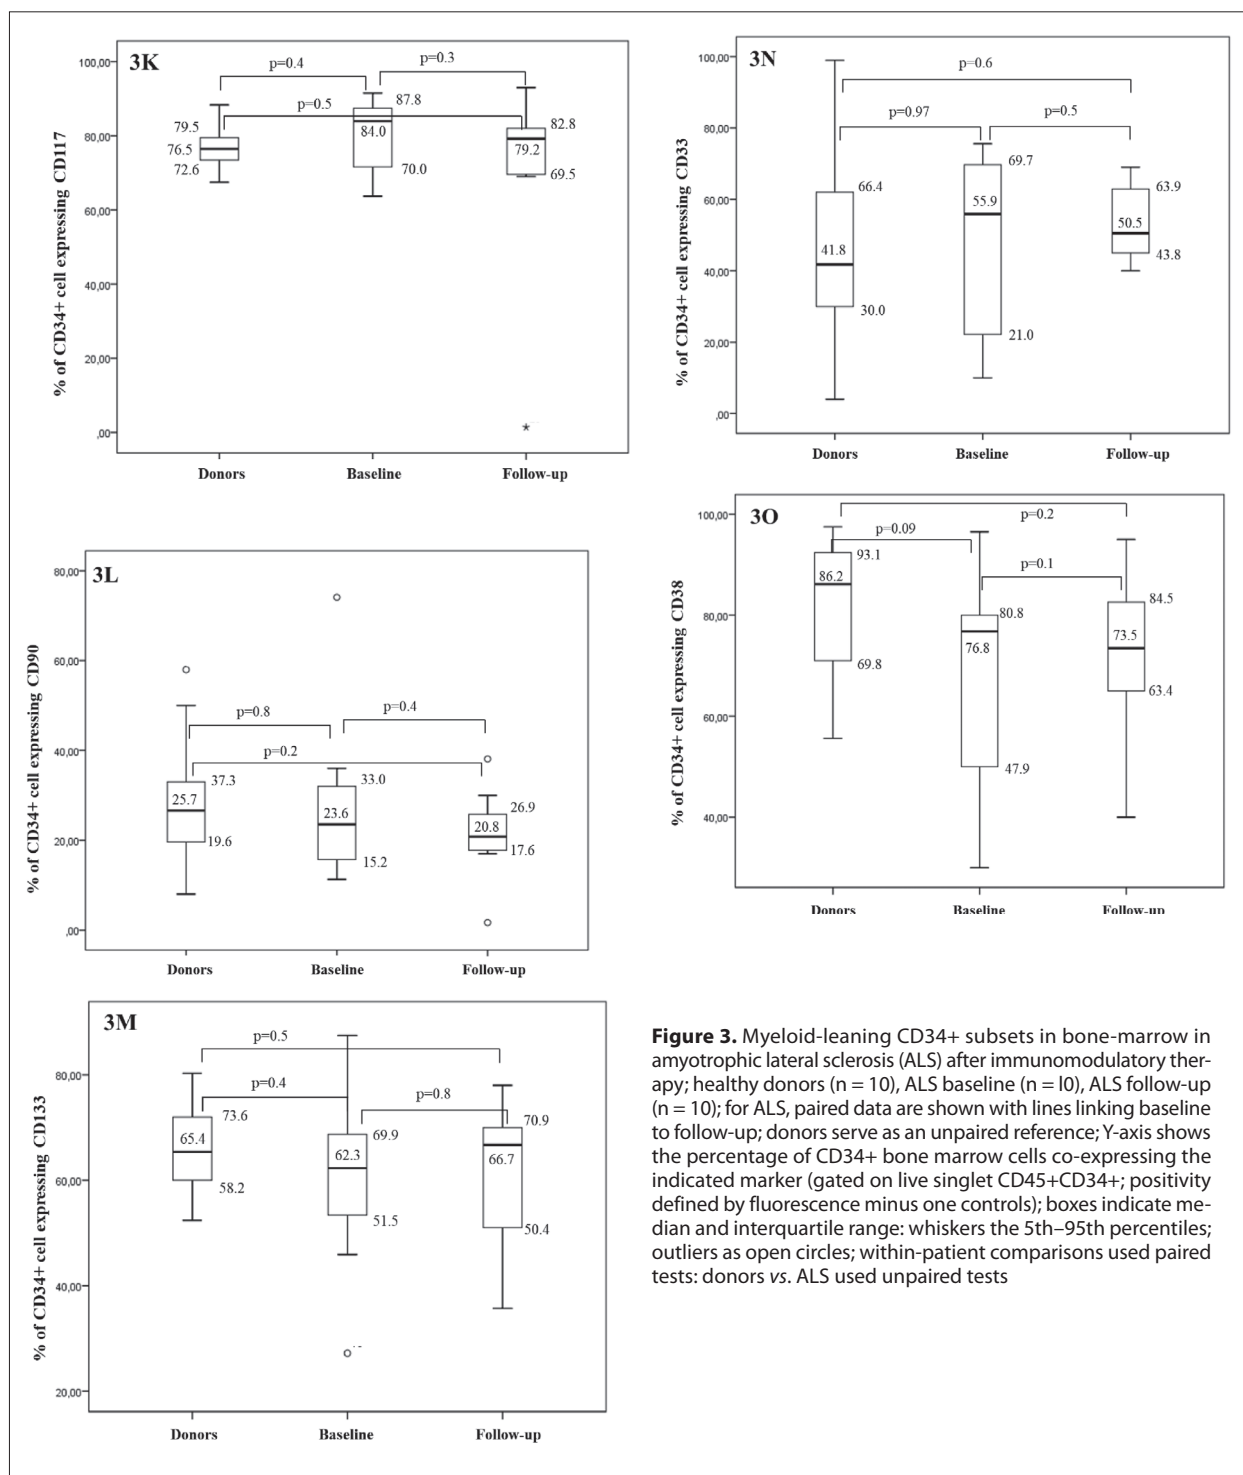 3K
p=0.4
p=0.3
p=0.5
100,00
80,00
60,00
40,00
20,00
,00
% of CD34+ cell expressing CD117
79.5
76.5
72.6
87.8
84.0
70.0
82.8
79.2
69.5
*
Donors
Baseline
Follow-up
3N
p=0.6
p=0.97
p=0.5
100,00
80,00
60,00
40,00
20,00
,00
% of CD34+ cell expressing CD33
66.4
41.8
30.0
69.7
55.9
21.0
63.9
50.5
43.8
Donors
Baseline
Follow-up
3L
80,00
60,00
40,00
20,00
,00
% of CD34+ cell expressing CD90
p=0.8
p=0.4
p=0.2
37.3
25.7
19.6
33.0
23.6
15.2
26.9
20.8
17.6
Donors
Baseline
Follow-up
3O
p=0.2
p=0.09
p=0.1
100,00
80,00
60,00
40,00
% of CD34+ cell expressing CD38
93.1
86.2
69.8
80.8
76.8
47.9
84.5
73.5
63.4
Donors
Baseline
Follow-up
3M
p=0.5
p=0.4
p=0.8
80,00
60,00
40,00
20,00
% of CD34+ cell expressing CD133
73.6
65.4
58.2
69.9
62.3
51.5
70.9
66.7
50.4
Donors
Baseline
Follow-up
Figure 3. Myeloid-leaning CD34+ subsets in bone-marrow in
amyotrophic lateral sclerosis (ALS) after immunomodulatory ther-
apy; healthy donors (n = 10), ALS baseline (n = l0), ALS follow-up
(n = 10); for ALS, paired data are shown with lines linking baseline
to follow-up; donors serve as an unpaired reference; Y-axis shows
the percentage of CD34+ bone marrow cells co-expressing the
indicated marker (gated on live singlet CD45+CD34+; positivity
defined by fluorescence minus one controls); boxes indicate me-
dian and interquartile range: whiskers the 5th–95th percentiles;
outliers as open circles; within-patient comparisons used paired
tests: donors vs. ALS used unpaired tests